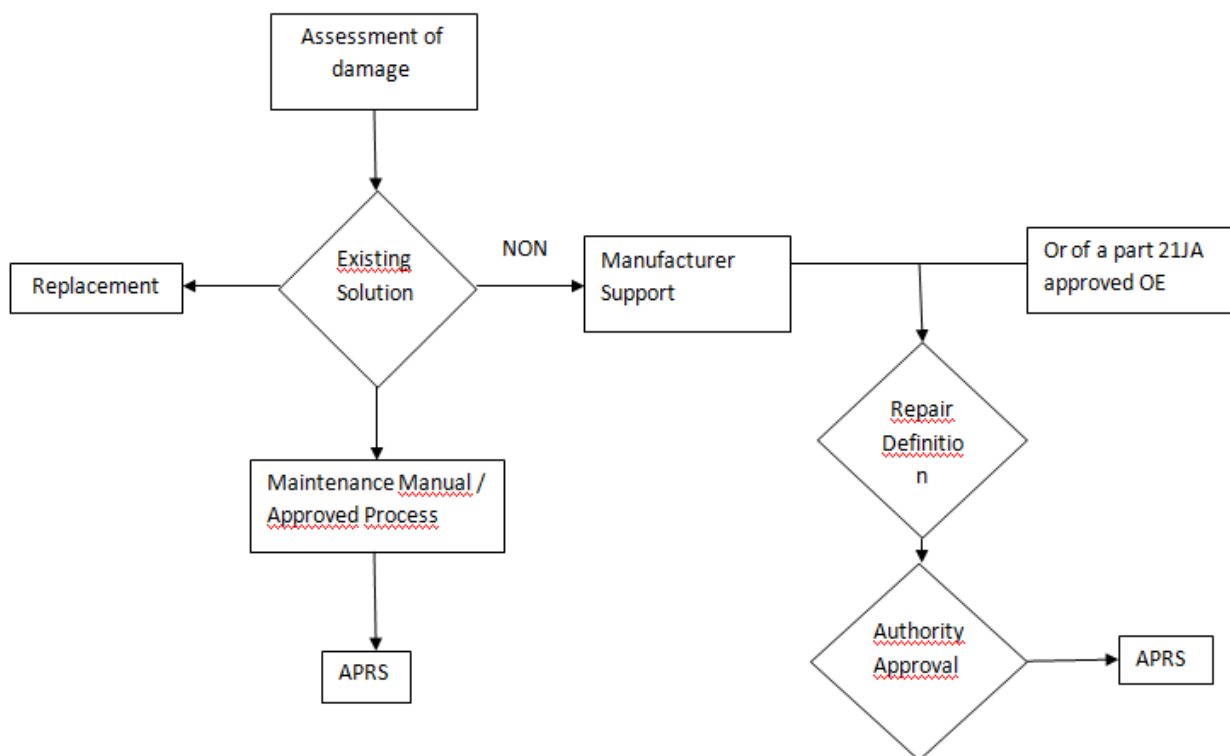 Assessment of
damage
Existing
Solution
NON
Manufacturer
Support
Or of a part 21JA
approved OE
Replacement
Repair
Definitio
n
Maintenance Manual /
Approved Process
Authority
Approval
APRS
APRS